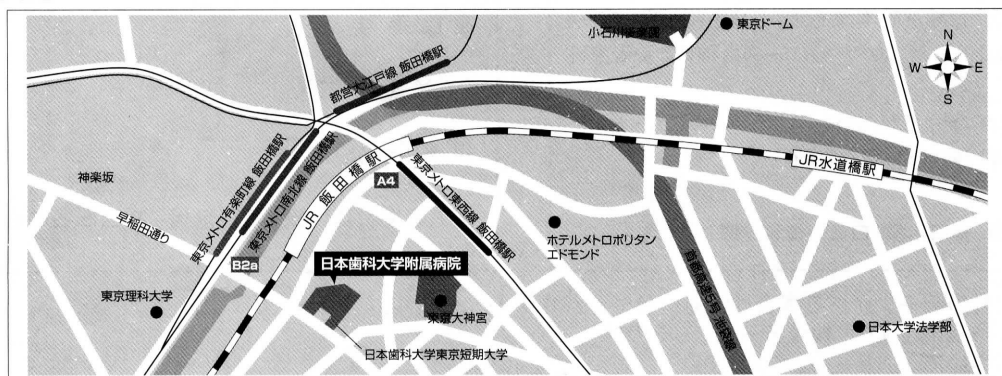 小石川後楽園
東京ドーム
N
W
E
S
都営大江戸線 飯田橋駅
東京メトロ有楽町線 飯田橋駅
東京メトロ南北線 飯田橋駅
JR 飯田橋駅
A4
東京メトロ東西線 飯田橋駅
JR水道橋駅
神楽坂
早稲田通り
B2a
ホテルメトロポリタン
エドモンド
首都高速5号 池袋線
日本歯科大学附属病院
東京理科大学
東京大神宮
日本大学法学部
日本歯科大学東京短期大学